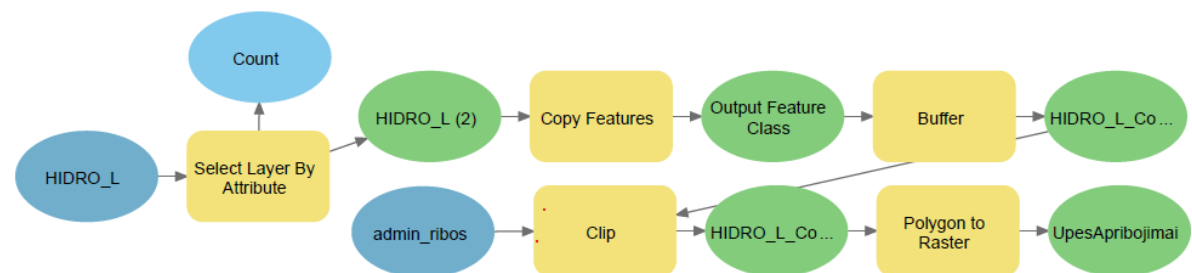 Count
HIDRO_L
Select Layer By
Attribute
HIDRO_L (2)
Copy Features
Output Feature
Class
Buffer
HIDRO_L_Co ...
admin_ribos
Clip
HIDRO_L_Co ...
Polygon to
Raster
UpesApribojimai